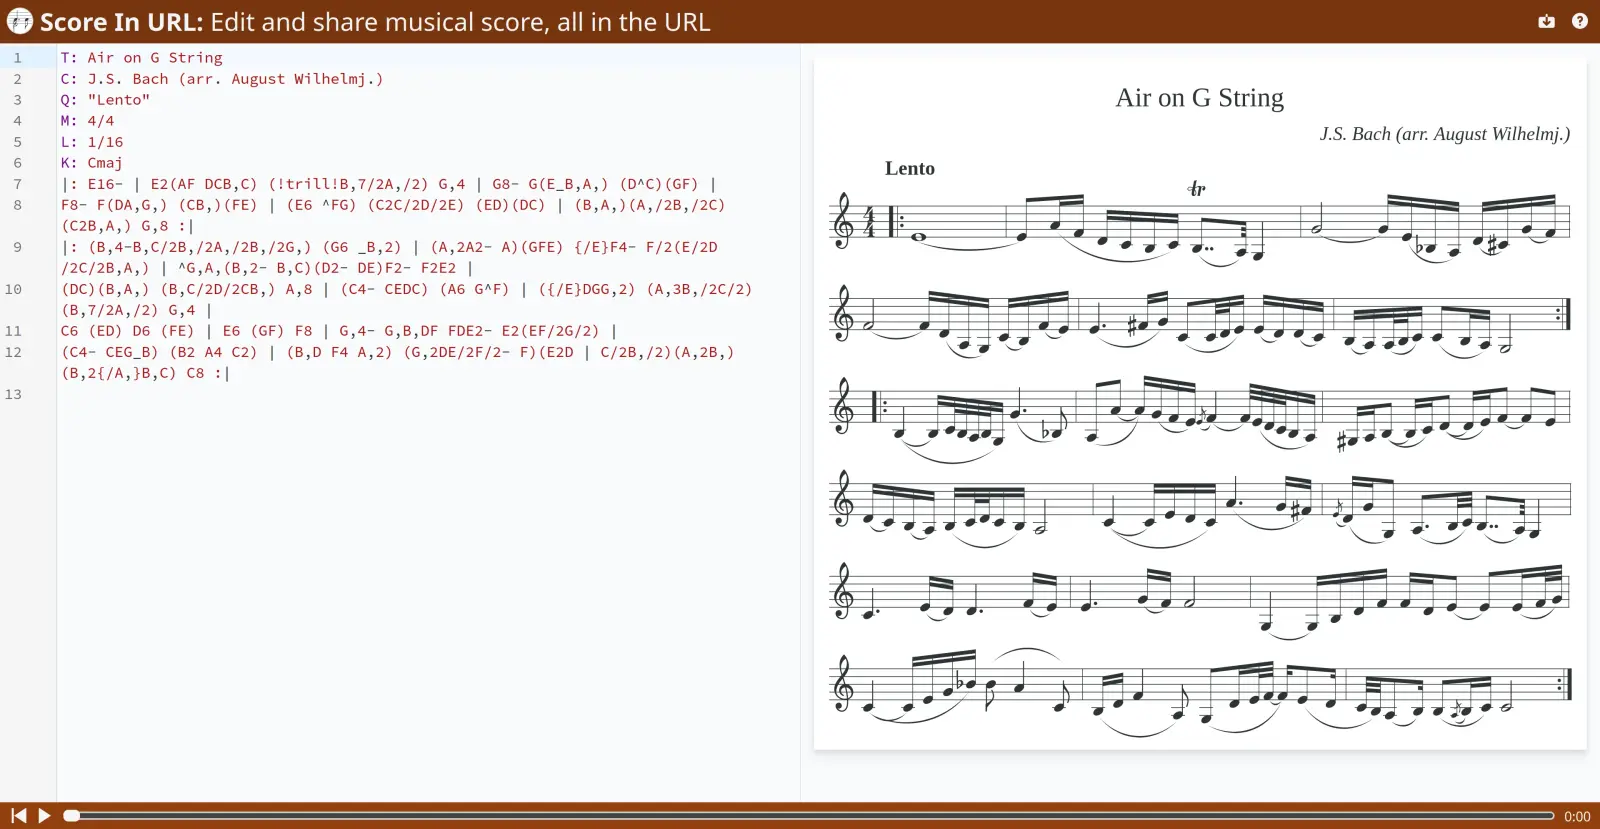 Score In URL: Edit and share musical score, all in the URL
1 T: Air on G String
2 C: J.S. Bach (arr. August Wilhelmj.)
3 Q: "Lento"
4 M: 4/4
5 L: 1/16
6 K: Cmaj
7 |: E16- | E2(AF DCB,C) (!trill!B,7/2A,/2) G,4 | G8- G(E_B,A,) (D^C)(GF) |
8 F8- F(DA,G,) (CB,)(FE) | (E6 ^FG) (C2C/2D/2E) (ED)(DC) | (B,A,)(A,/2B,/2C)
(C2B,A,) G,8 :|
9 |: (B,4-B,C/2B,/2A,/2B,/2G,) (G6 _B,2) | (A,2A2- A)(GFE) {/E}F4- F/2(E/2D
/2C/2B,A,) | ^G,A,(B,2- B,C)(D2- DE)F2- F2E2 |
10 (DC)(B,A,) (B,C/2D/2CB,) A,8 | (C4- CEDC) (A6 G^F) | ({/E}DGG,2) (A,3B,/2C/2)
(B,7/2A,/2) G,4 |
11 C6 (ED) D6 (FE) | E6 (GF) F8 | G,4- G,B,DF FDE2- E2(EF/2G/2) |
12 (C4- CEG_B) (B2 A4 C2) | (B,D F4 A,2) (G,2DE/2F/2- F)(E2D | C/2B,/2)(A,2B,)
(B,2{/A,}B,C) C8 :|
13
Air on G String
J.S. Bach (arr. August Wilhelmj.)
Lento
tr
0:00